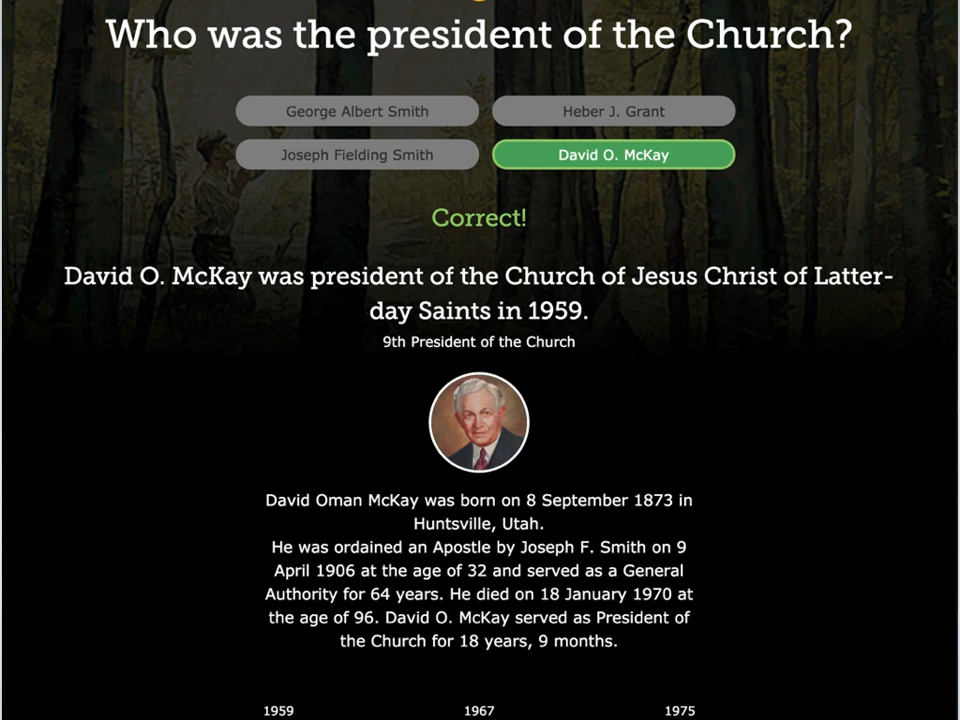 Who was the president of the Church?
George Albert Smith
Heber J. Grant
Joseph Fielding Smith
David O. McKay
Correct!
David O. McKay was president of the Church of Jesus Christ of Latter-
day Saints in 1959.
9th President of the Church
David Oman McKay was born on 8 September 1873 in
Huntsville, Utah.
He was ordained an Apostle by Joseph F. Smith on 9
April 1906 at the age of 32 and served as a General
Authority for 64 years. He died on 18 January 1970 at
the age of 96. David O. McKay served as President of
the Church for 18 years, 9 months.
1959
1967
1975